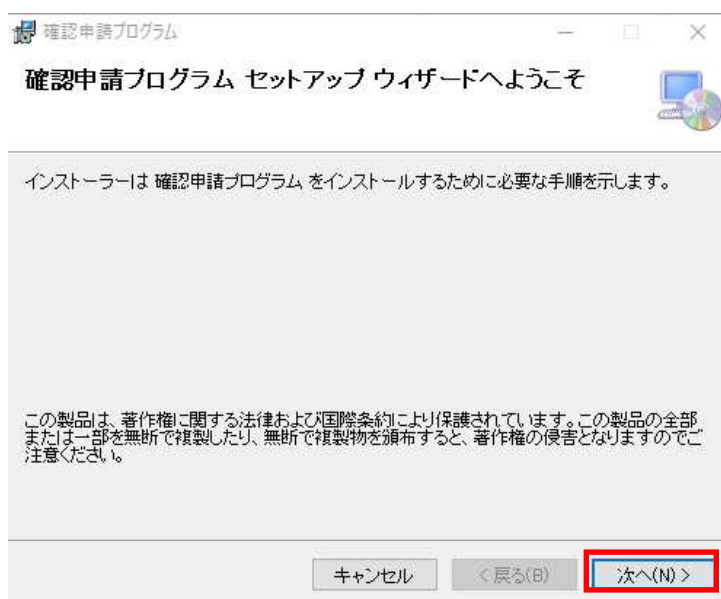 確認申請プログラム
確認申請プログラム セットアップ ウィザードへようこそ
インストーラーは 確認申請プログラム をインストールするために必要な手順を示します。
この製品は、著作権に関する法律および国際条約により保護されています。この製品の全部
または一部を無断で複製したり、無断で複製物を頒布すると、著作権の侵害となりますのでご
注意ください。
キャンセル
< 戻る(B)
次へ(N) >